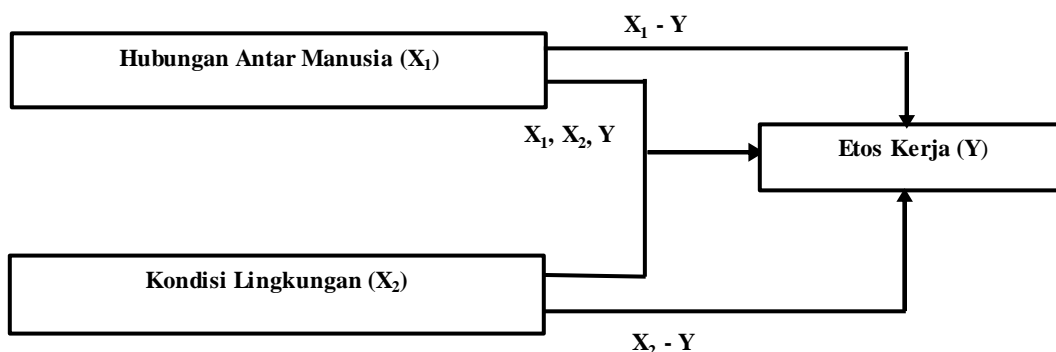 X₁ - Y
Hubungan Antar Manusia (X₁)
X₁, X₂, Y
Etos Kerja (Y)
Kondisi Lingkungan (X₂)
X₂ - Y